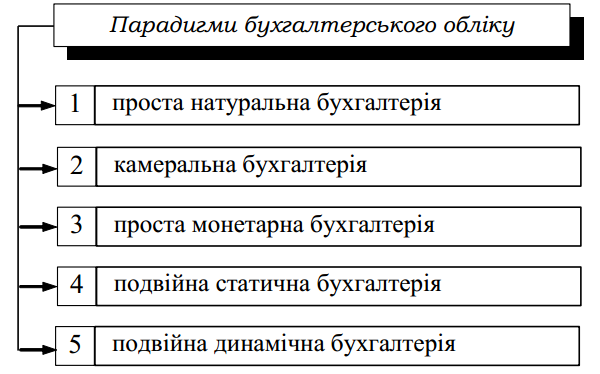 Парадигми бухгалтерського обліку
1 проста натуральна бухгалтерія
2 камеральна бухгалтерія
3 проста монетарна бухгалтерія
4 подвійна статична бухгалтерія
5 подвійна динамічна бухгалтерія